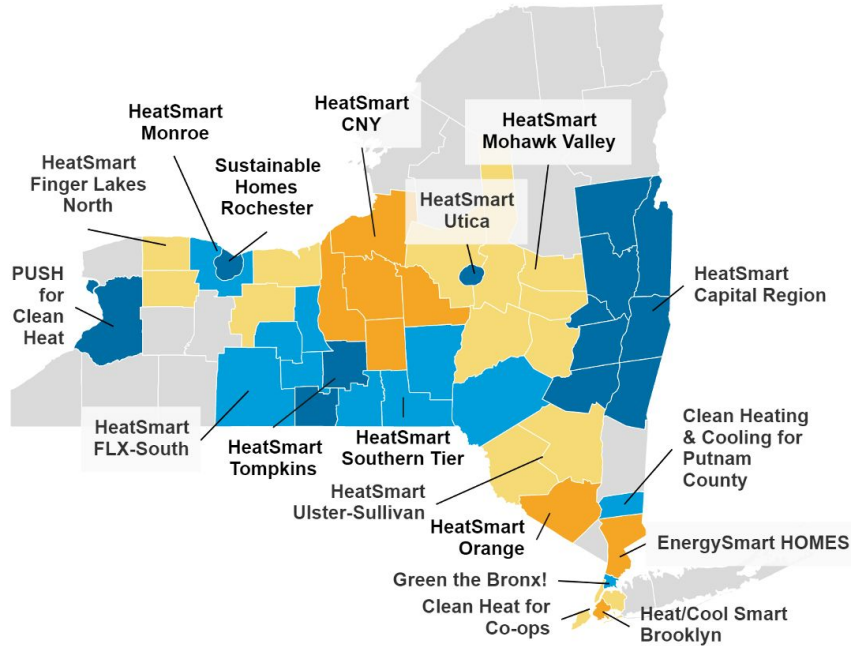 HeatSmart
CNY
HeatSmart
Monroe
HeatSmart
Mohawk Valley
HeatSmart
Finger Lakes
North
Sustainable
Homes
Rochester
HeatSmart
Utica
PUSH
for
Clean
Heat
HeatSmart
Capital Region
HeatSmart
FLX-South
HeatSmart
Tompkins
HeatSmart
Southern Tier
Clean Heating
& Cooling for
Putnam
County
HeatSmart
Ulster-Sullivan
HeatSmart
Orange
EnergySmart HOMES
Green the Bronx!
Clean Heat for
Co-ops
Heat/Cool Smart
Brooklyn